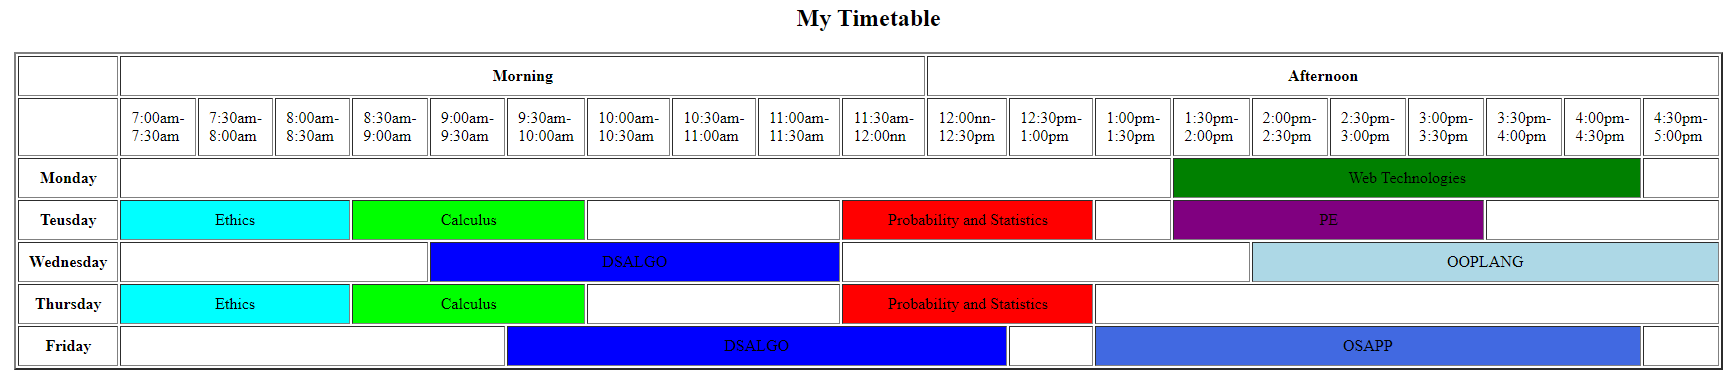 My Timetable
Morning Afternoon
7:00am- 7:30am- 8:00am- 8:30am- 9:00am- 9:30am- 10:00am- 10:30am- 11:00am- 11:30am- 12:00nn- 12:30pm- 1:00pm- 1:30pm- 2:00pm- 2:30pm- 3:00pm- 3:30pm- 4:00pm- 4:30pm-
7:30am 8:00am 8:30am 9:00am 9:30am 10:00am 10:30am 11:00am 11:30am 12:00nn 12:30pm 1:00pm 1:30pm 2:00pm 2:30pm 3:00pm 3:30pm 4:00pm 4:30pm 5:00pm
Monday Web Technologies
Teusday Ethics Calculus Probability and Statistics PE
Wednesday DSALGO OOPLANG
Thursday Ethics Calculus Probability and Statistics
Friday DSALGO OSAPP